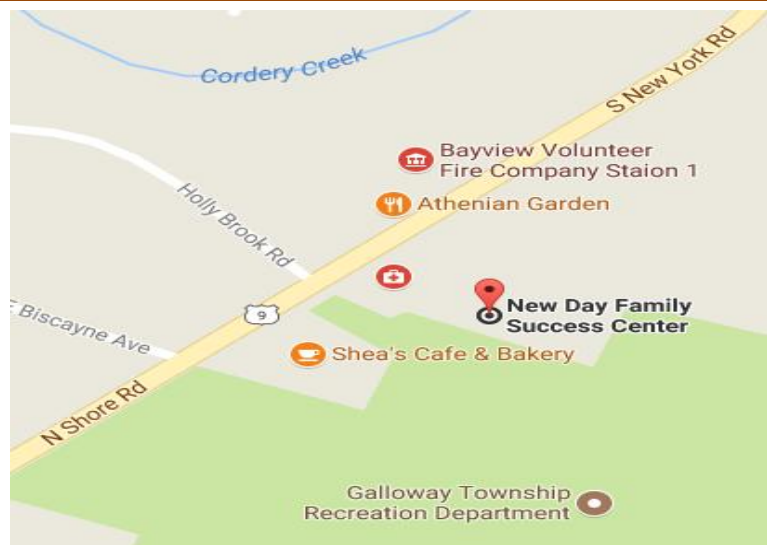 Cordery Creek
S New York Rd
Bayview Volunteer
Fire Company Staion 1
Athenian Garden
Holly Brook Rd
New Day Family
Success Center
9
E Biscayne Ave
Shea's Cafe & Bakery
N Shore Rd
Galloway Township
Recreation Department